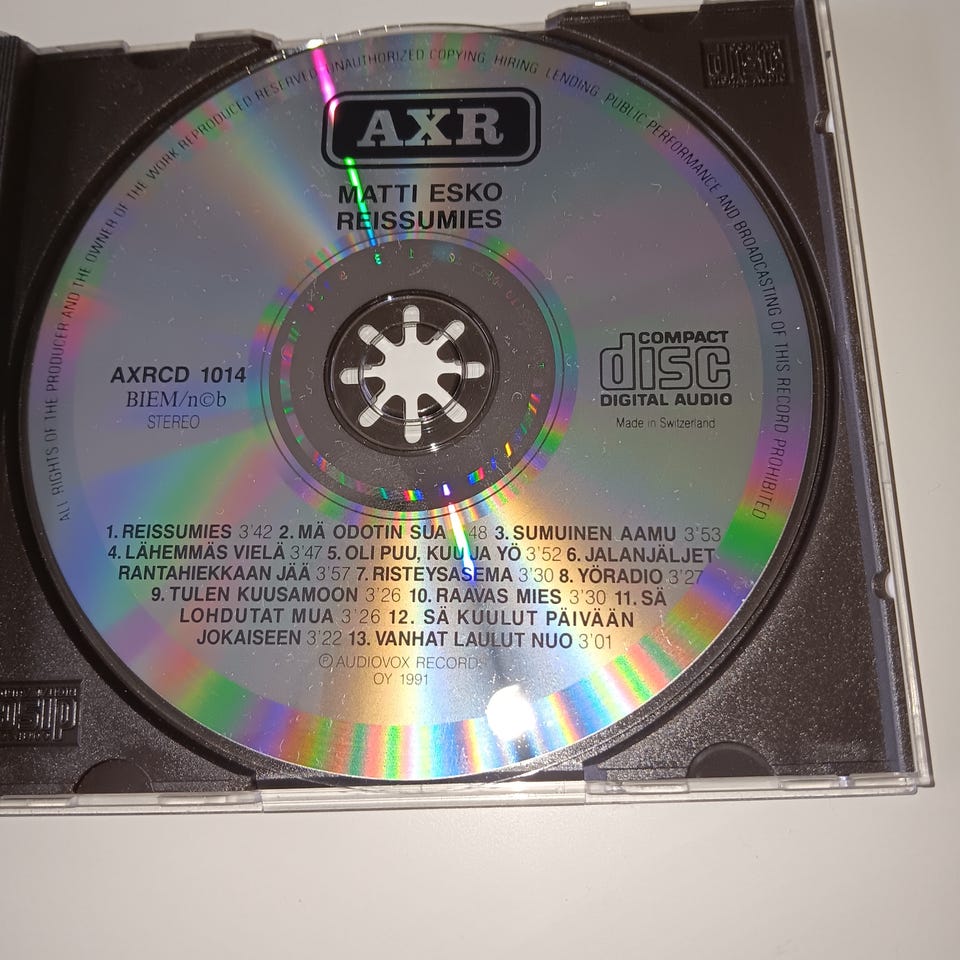 ALL RIGHTS OF THE PRODUCER AND THE OWNER OF THE WORK REPRODUCED RESERVED UNAUTHORIZED COPYING HIRING LENDING PUBLIC PERFORMANCE AND BROADCASTING OF THIS RECORD PROHIBITED
AXR
MATTI ESKO
REISSUMIES
AXRCD 1014
BIEM/n©b
STEREO
COMPACT
disc
DIGITAL AUDIO
Made in Switzerland
1. REISSUMIES 3'42 2. MÄ ODOTIN SUA 48 3. SUMUINEN AAMU 3'53
4. LÄHEMMÄS VIELÄ 3'47 5. OLI PUU, KUU JA YÖ 3'52 6. JALANJÄLJET
RANTAHIEKKAAN JÄÄ 3'57 7. RISTEYSASEMA 3'30 8. YÖRADIO 3'27
9. TULEN KUUSAMOON 3'26 10. RAAVAS MIES 3'30 11. SÄ
LOHDUTAT MUA 3'26 12. SÄ KUULUT PÄIVÄÄN
JOKAISEEN 3'22 13. VANHAT LAULUT NUO 3'01
℗ AUDIOVOX RECORDS
OY 1991